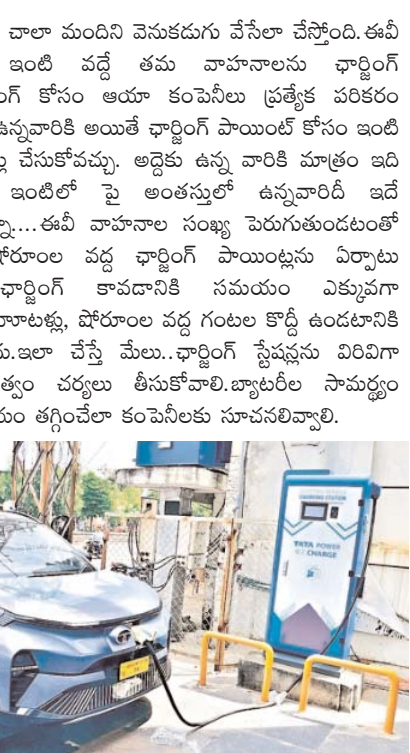 చాలా మందిని వెనుకడుగు వేసేలా చేస్తోంది.ఈవీ
ఇంటి వద్దే తమ వాహనాలను ఛార్జింగ్
కోసం ఆయా కంపెనీలు ప్రత్యేక పరికరం
ఉన్నవారికి అయితే ఛార్జింగ్ పాయింట్ కోసం ఇంటి
చేసుకోవచ్చు. అద్దెకు ఉన్న వారికి మాత్రం ఇది
ఇంటిలో పై అంతస్తులో ఉన్నవారిదీ ఇదే
....ఈవీ వాహనాల సంఖ్య పెరుగుతుండటంతో
వద్ద ఛార్జింగ్ పాయింట్లను ఏర్పాటు
ఛార్జింగ్ కావడానికి సమయం ఎక్కువగా
షోరూంల వద్ద గంటల కొద్దీ ఉండటానికి
ఇలా చేస్తే మేలు..ఛార్జింగ్ స్టేషన్లను విరివిగా
చర్యలు తీసుకోవాలి.బ్యాటరీల సామర్థ్యం
తగ్గించేలా కంపెనీలకు సూచనలివ్వాలి.
CHARGING STATION
TATA POWER
EZ CHARGE